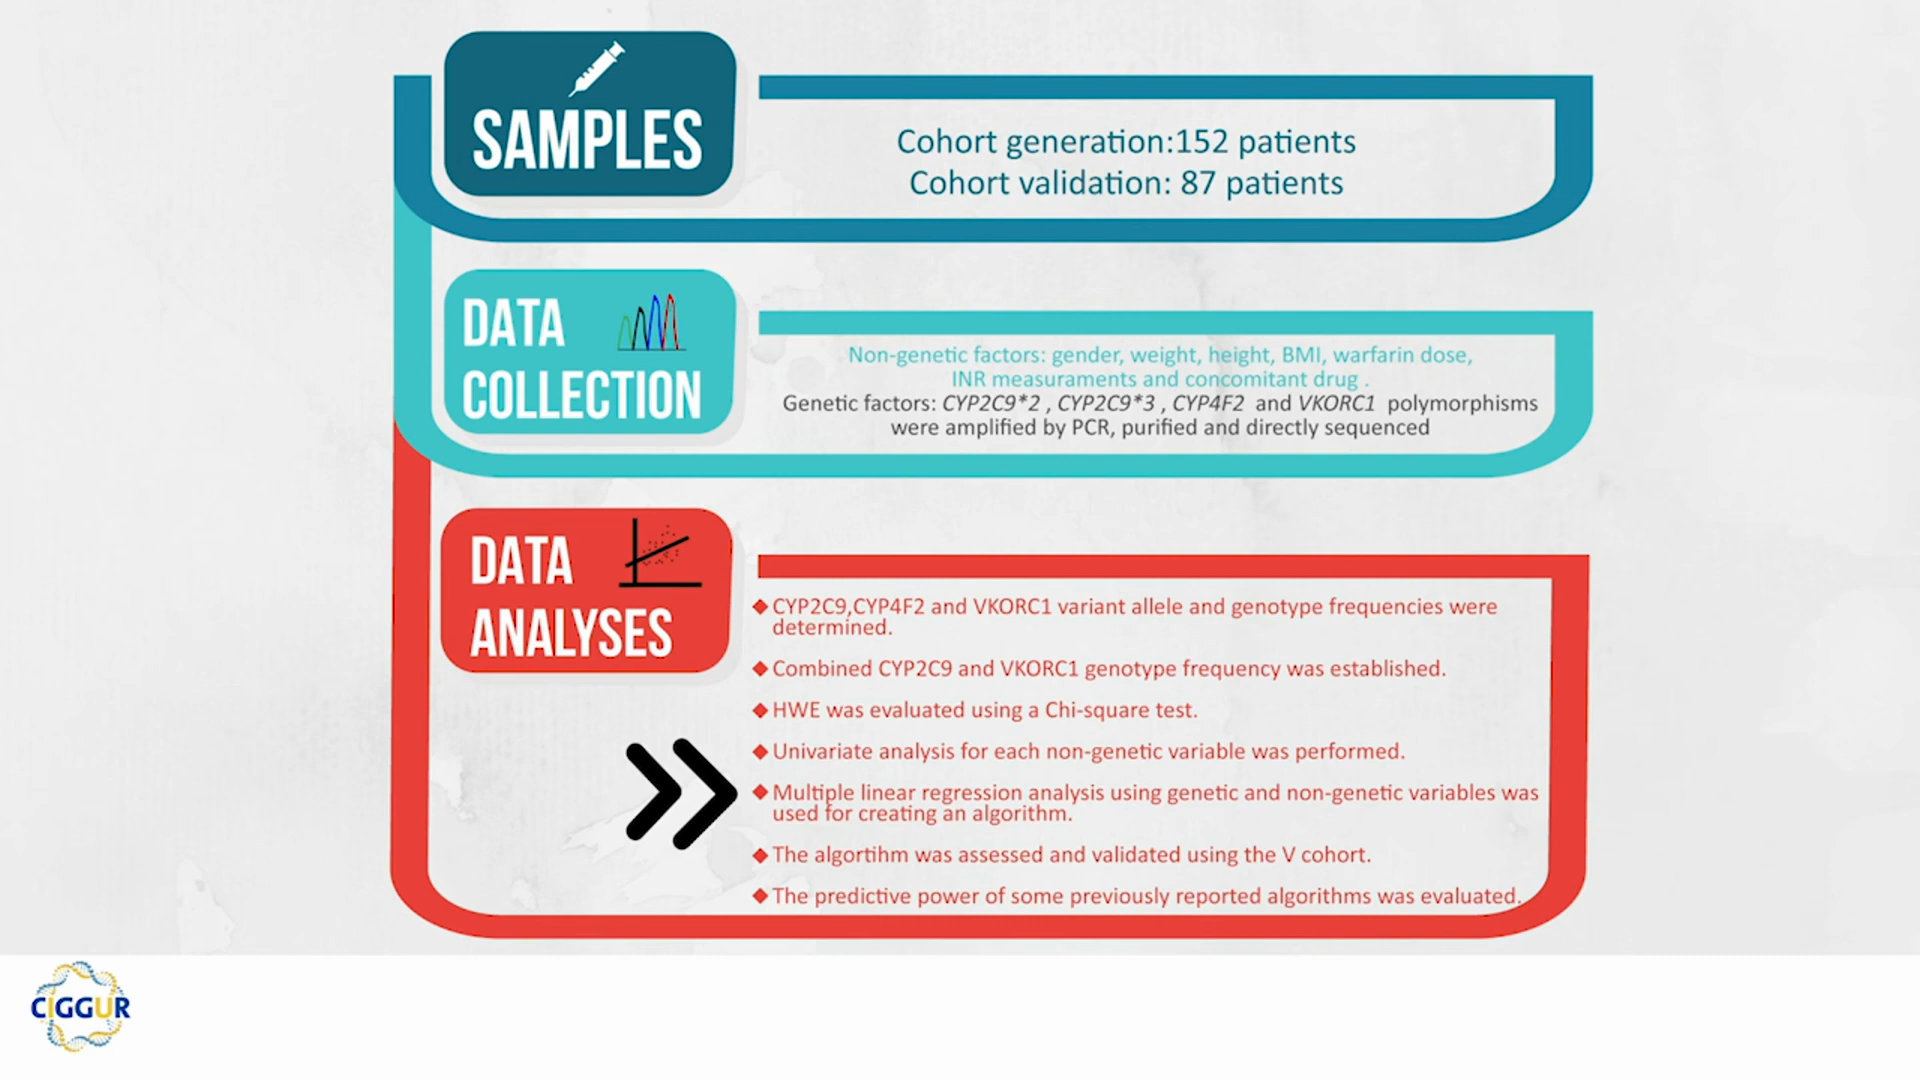 SAMPLES
Cohort generation:152 patients
Cohort validation: 87 patients
DATA
COLLECTION
Non-genetic factors: gender, weight, height, BMI, warfarin dose,
INR measuraments and concomitant drug .
Genetic factors: CYP2C9*2 , CYP2C9*3 , CYP4F2 and VKORC1 polymorphisms
were amplified by PCR, purified and directly sequenced
DATA
ANALYSES
◆CYP2C9,CYP4F2 and VKORC1 variant allele and genotype frequencies were
determined.
◆Combined CYP2C9 and VKORC1 genotype frequency was established.
◆HWE was evaluated using a Chi-square test.
◆Univariate analysis for each non-genetic variable was performed.
◆Multiple linear regression analysis using genetic and non-genetic variables was
used for creating an algorithm.
◆The algortihm was assessed and validated using the V cohort.
◆The predictive power of some previously reported algorithms was evaluated.
CIGGUR